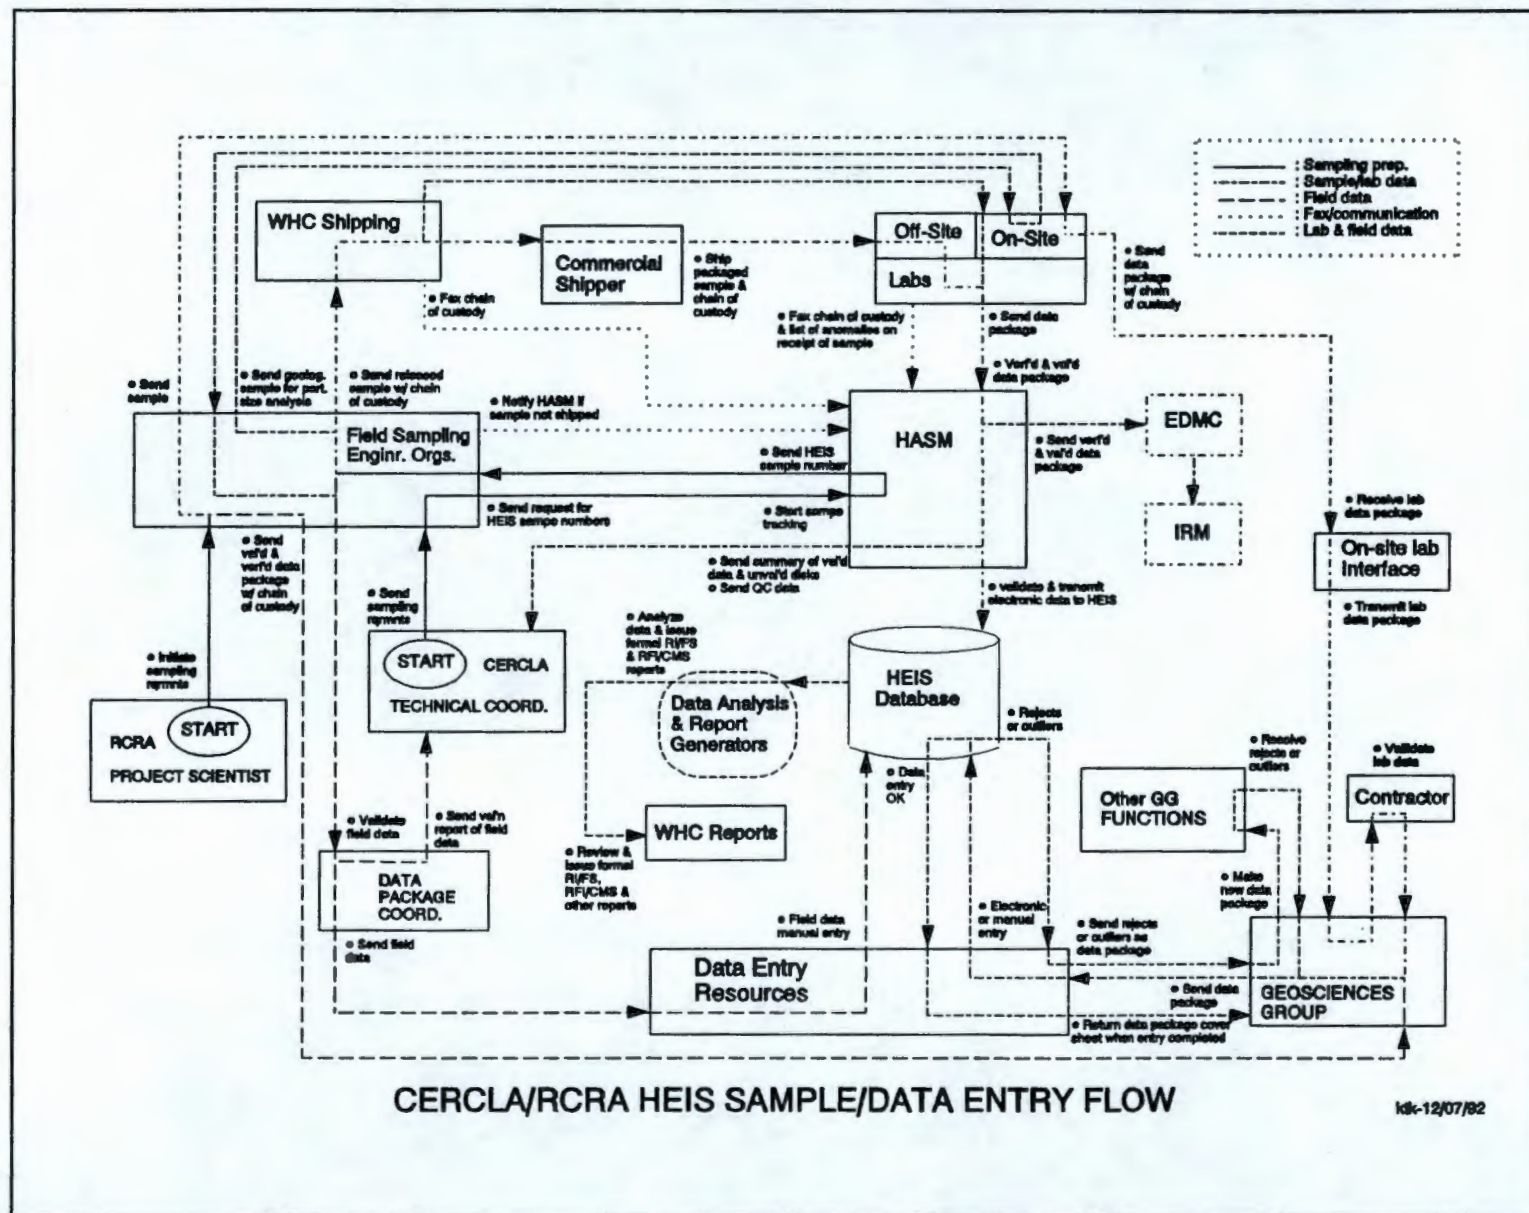 : Sampling prep.
: Sample/lab data
: Field data
: Fax/communication
: Lab & field data
WHC Shipping
Commercial
Shipper
Off-Site
On-Site
Labs
• Ship
packaged
sample &
chain of
custody
• Send
data
package
w/ chain
of custody
• Fax chain
of custody
• Fax chain of custody
& list of anomalies on
receipt of sample
• Send data
package
• Verf'd & val'd
data package
• Send
sample
• Send geolog.
sample for part.
size analysis
• Send released
sample w/ chain
of custody
• Notify HASM if
sample not shipped
Field Sampling
Enginr. Orgs.
HASM
EDMC
• Send verf'd
& val'd data
package
• Send HEIS
sample number
• Send request for
HEIS sampe numbers
• Start sampe
tracking
IRM
• Receive lab
data package
On-site lab
Interface
• Transmit lab
data package
• Send
val'd &
verf'd data
package
w/ chain
of custody
• Send summary of val'd
data & unval'd disks
• Send QC data
• validate & transmit
electronic data to HEIS
• Send
sampling
rqrmnts
• Analyze
data & issue
formal RI/FS
& RFI/CMS
reports
START
CERCLA
TECHNICAL COORD.
HEIS
Database
• Initiate
sampling
rqrmnts
START
RCRA
PROJECT SCIENTIST
Data Analysis
& Report
Generators
• Rejects
or outliers
• Receive
rejects or
outliers
• Validate
lab data
• Data
entry
OK
Other GG
FUNCTIONS
Contractor
• Validate
field data
• Send val'n
report of field
data
WHC Reports
• Review &
issue formal
RI/FS,
RFI/CMS &
other reports
DATA
PACKAGE
COORD.
• Make
new data
package
• Field data
manual entry
• Electronic
or manual
entry
• Send rejects
or outliers as
data package
• Send field
data
Data Entry
Resources
• Send data
package
GEOSCIENCES
GROUP
• Return data package cover
sheet when entry completed
CERCLA/RCRA HEIS SAMPLE/DATA ENTRY FLOW
12/07/92